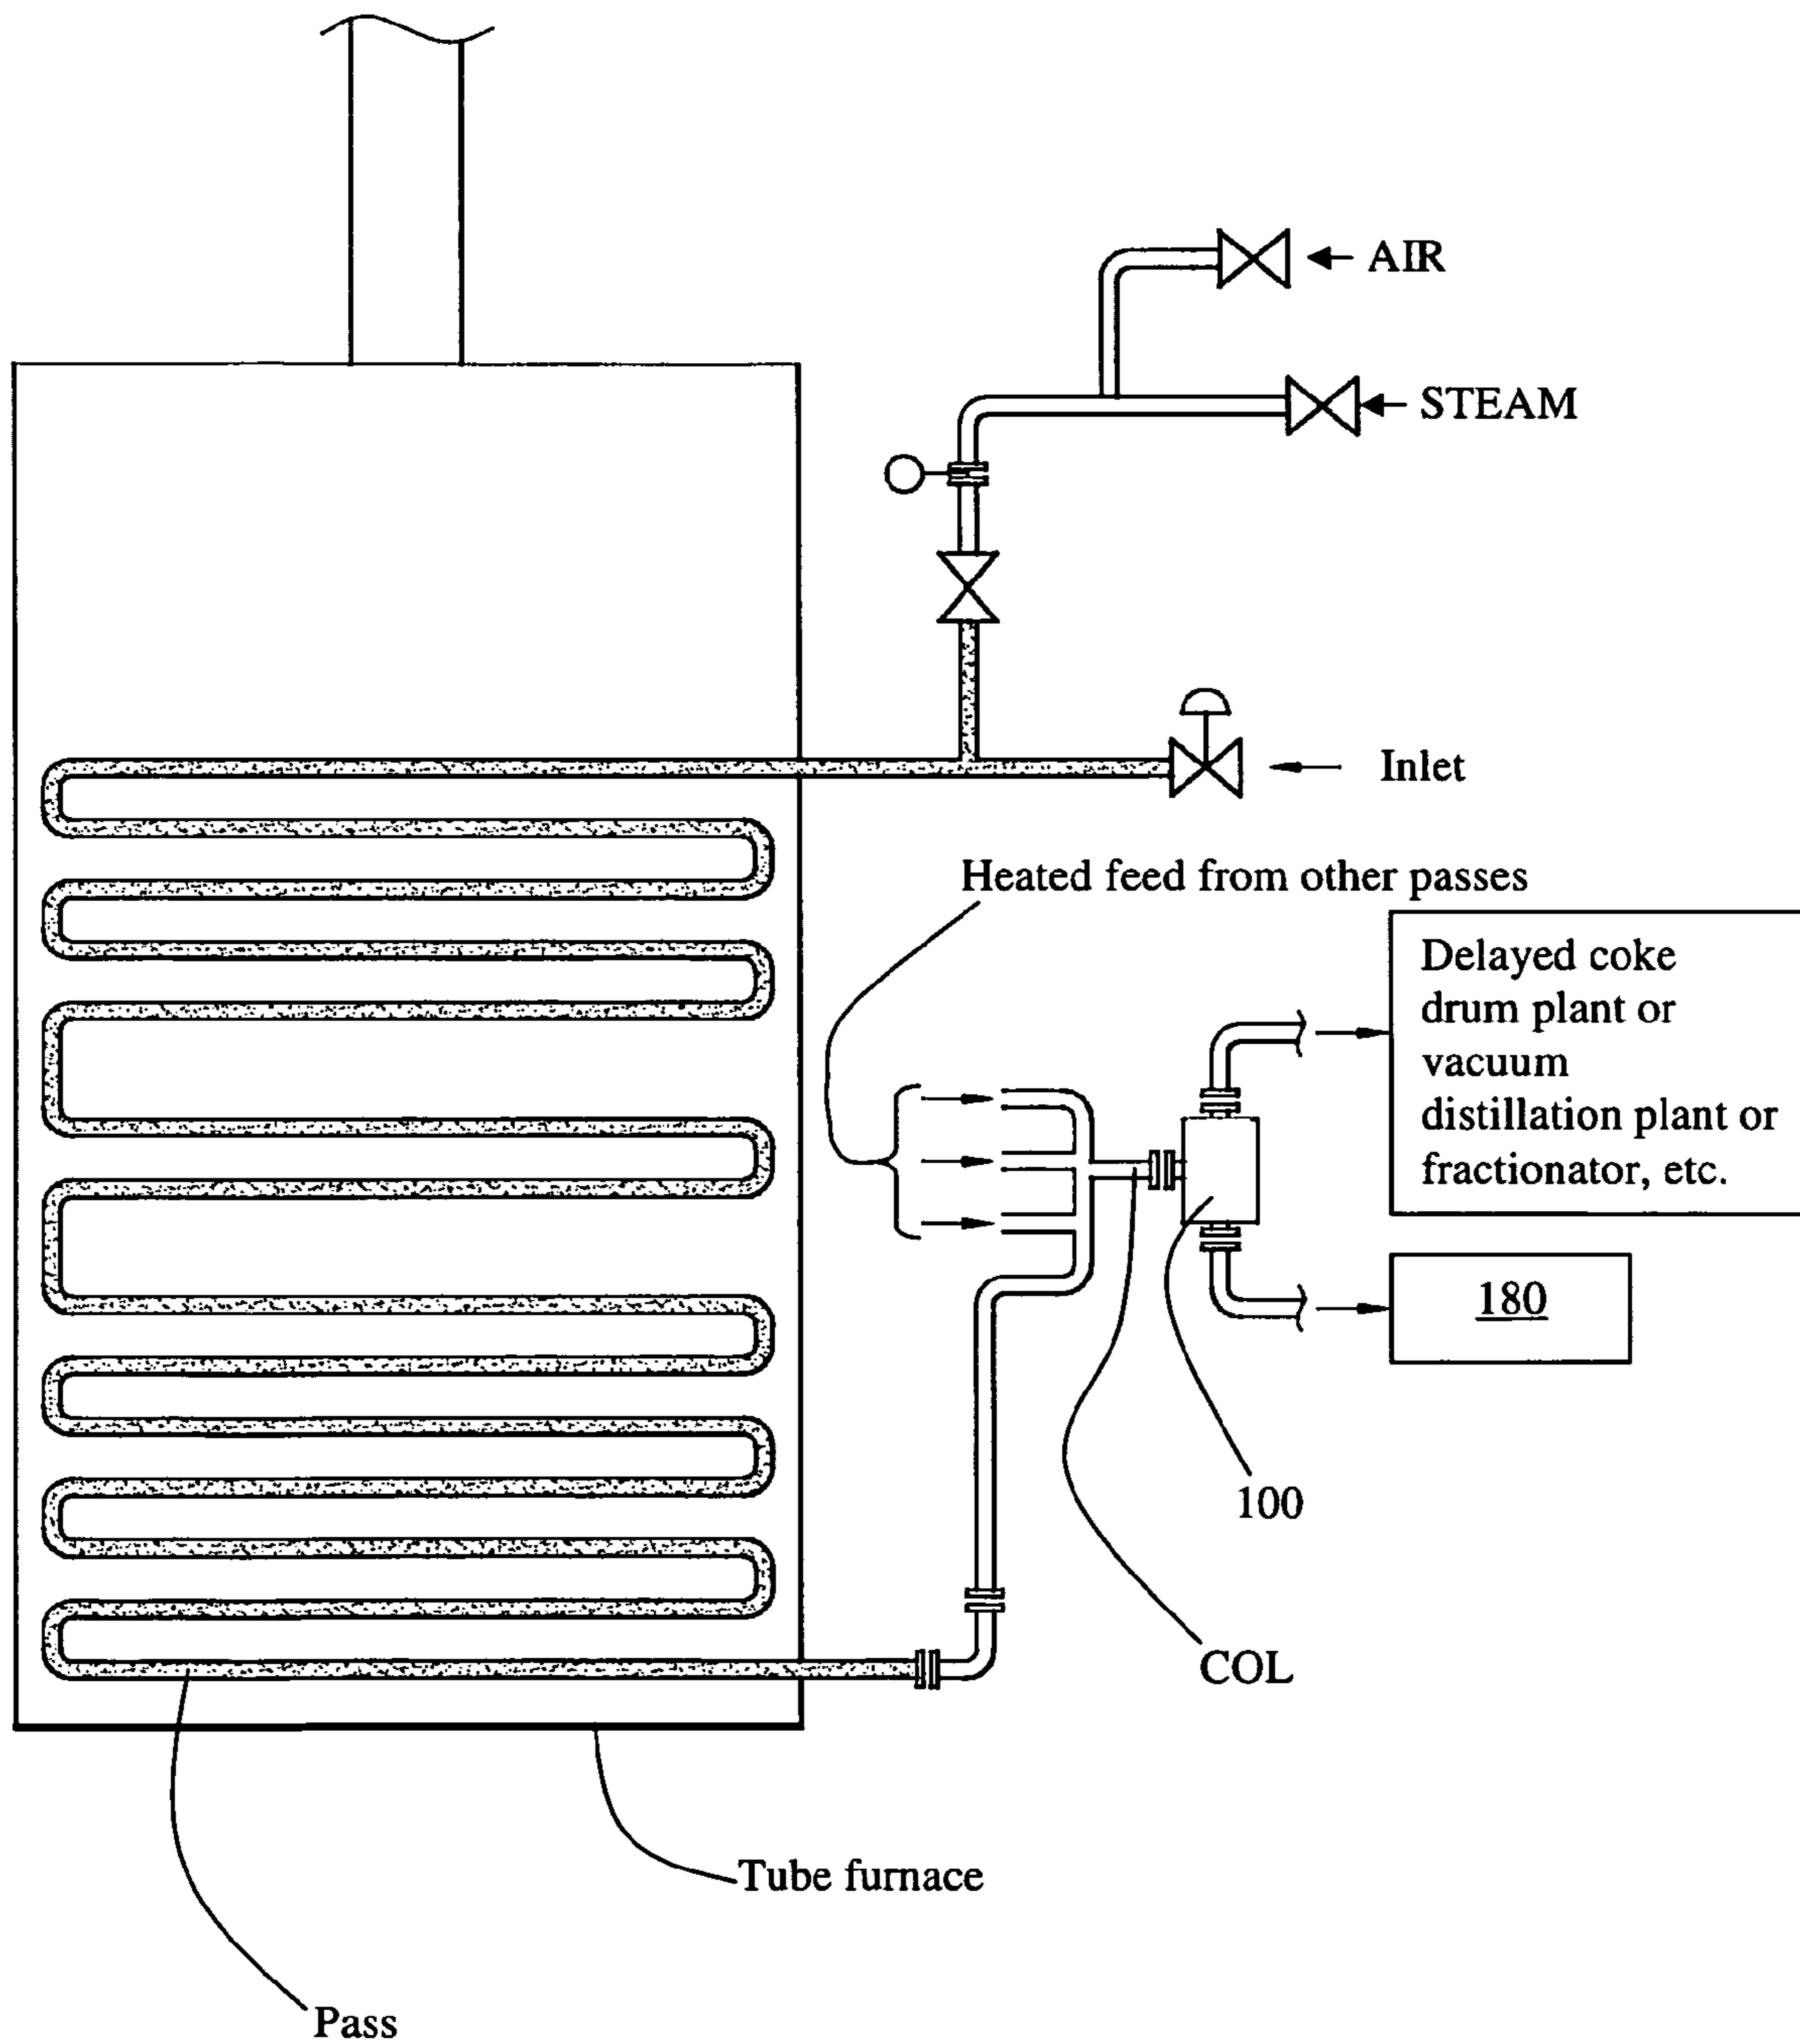 AIR
STEAM
Inlet
Heated feed from other passes
Delayed coke
drum plant or
vacuum
distillation plant or
fractionator, etc.
180
100
COL
Tube furnace
Pass